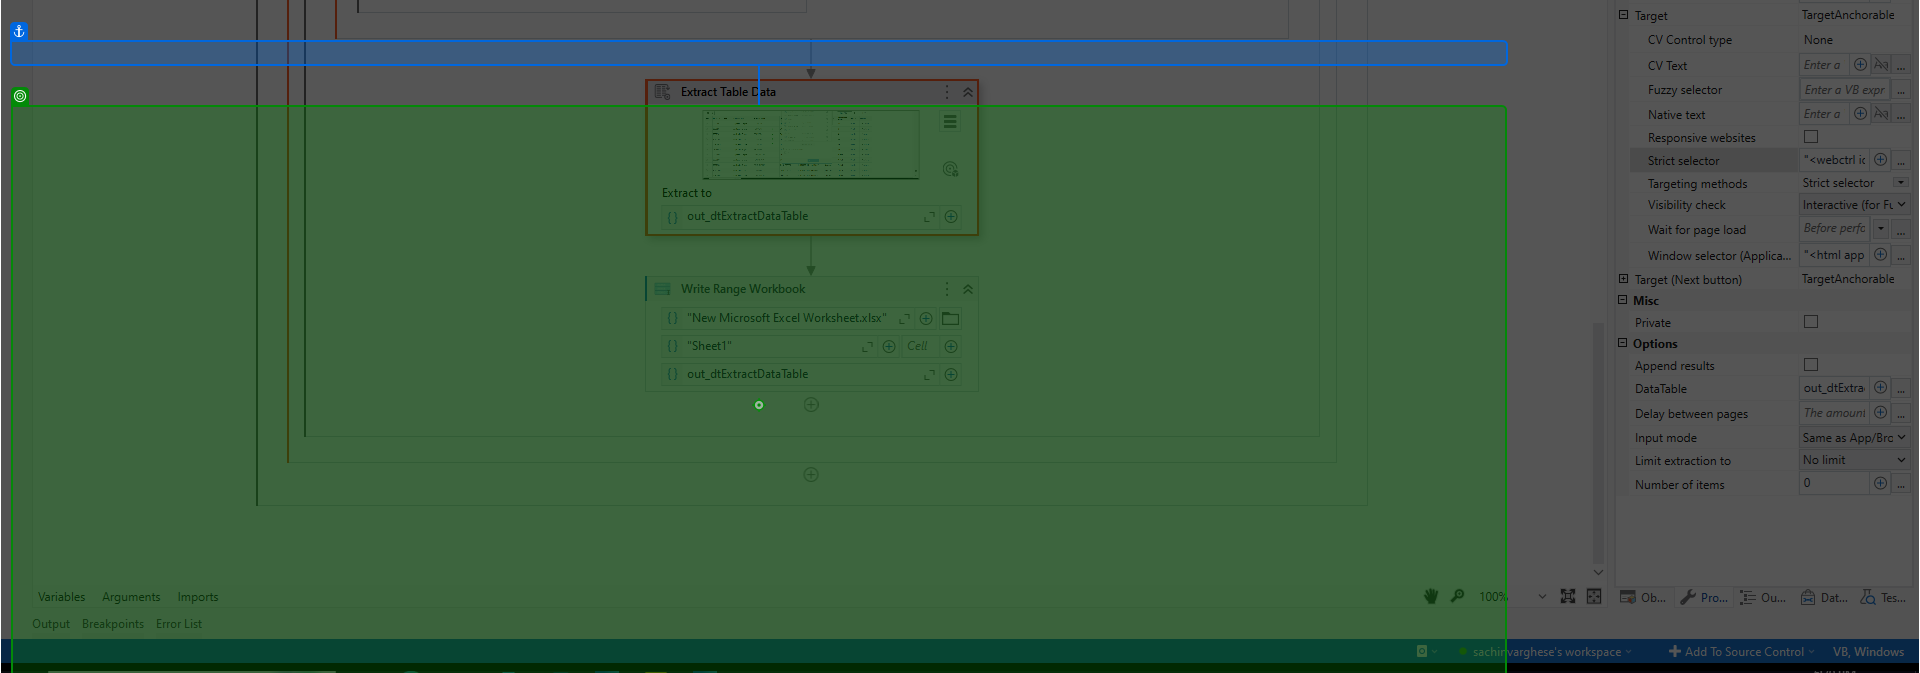 Extract Table Data
Extract to
out_dtExtractDataTable
Write Range Workbook
"New Microsoft Excel Worksheet.xlsx"
"Sheet1"
Cell
out_dtExtractDataTable
Variables Arguments Imports
100%
Output Breakpoints Error List
sachinvarghese's workspace
Add To Source Control
VB, Windows
Target TargetAnchorable
CV Control type None
CV Text Enter a ...
Fuzzy selector Enter a VB expr ...
Native text Enter a ...
Responsive websites
Strict selector "<webctrl ic ...
Targeting methods Strict selector
Visibility check Interactive (for Fu
Wait for page load Before perfo ...
Window selector (Applica... "<html app ...
Target (Next button) TargetAnchorable
Misc
Private
Options
Append results
DataTable out_dtExtra ...
Delay between pages The amount ...
Input mode Same as App/Bro
Limit extraction to No limit
Number of items 0 ...
Ob... Pro... Ou... Dat... Tes...